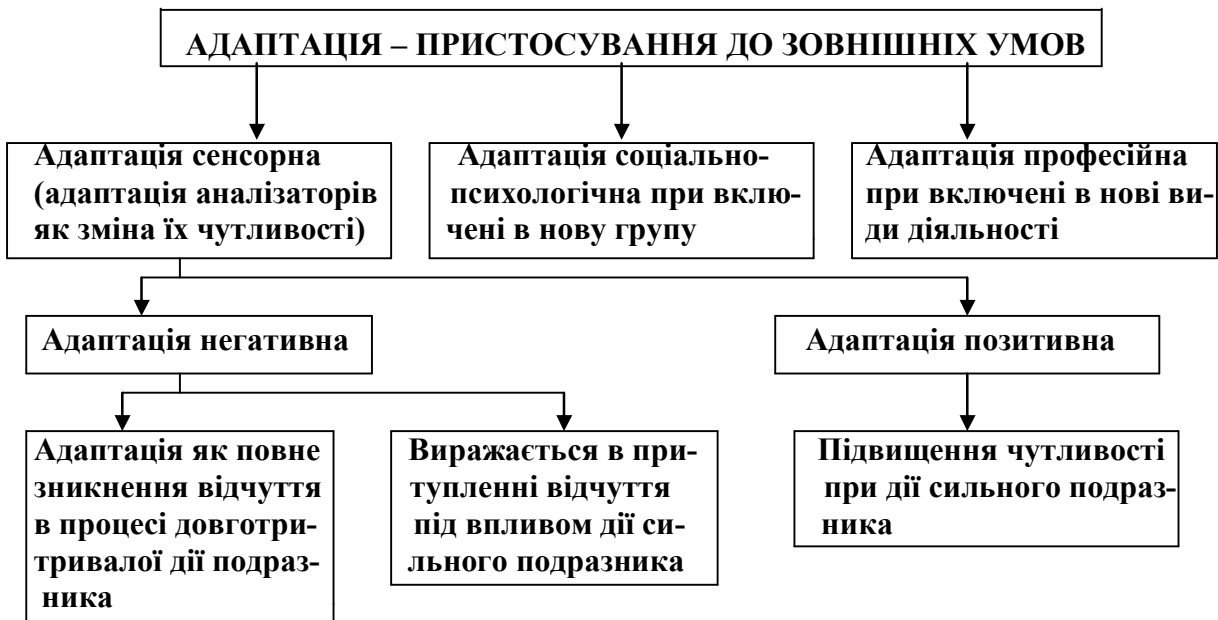 АДАПТАЦІЯ – ПРИСТОСУВАННЯ ДО ЗОВНІШНІХ УМОВ
Адаптація сенсорна
(адаптація аналізаторів
як зміна їх чутливості)
Адаптація соціально-
психологічна при вклю-
чені в нову групу
Адаптація професійна
при включені в нові ви-
ди діяльності
Адаптація негативна
Адаптація позитивна
Адаптація як повне
зникнення відчуття
в процесі довготри-
тривалої дії подраз-
ника
Виражається в при-
тупленні відчуття
під впливом дії си-
льного подразника
Підвищення чутливості
при дії сильного подраз-
ника